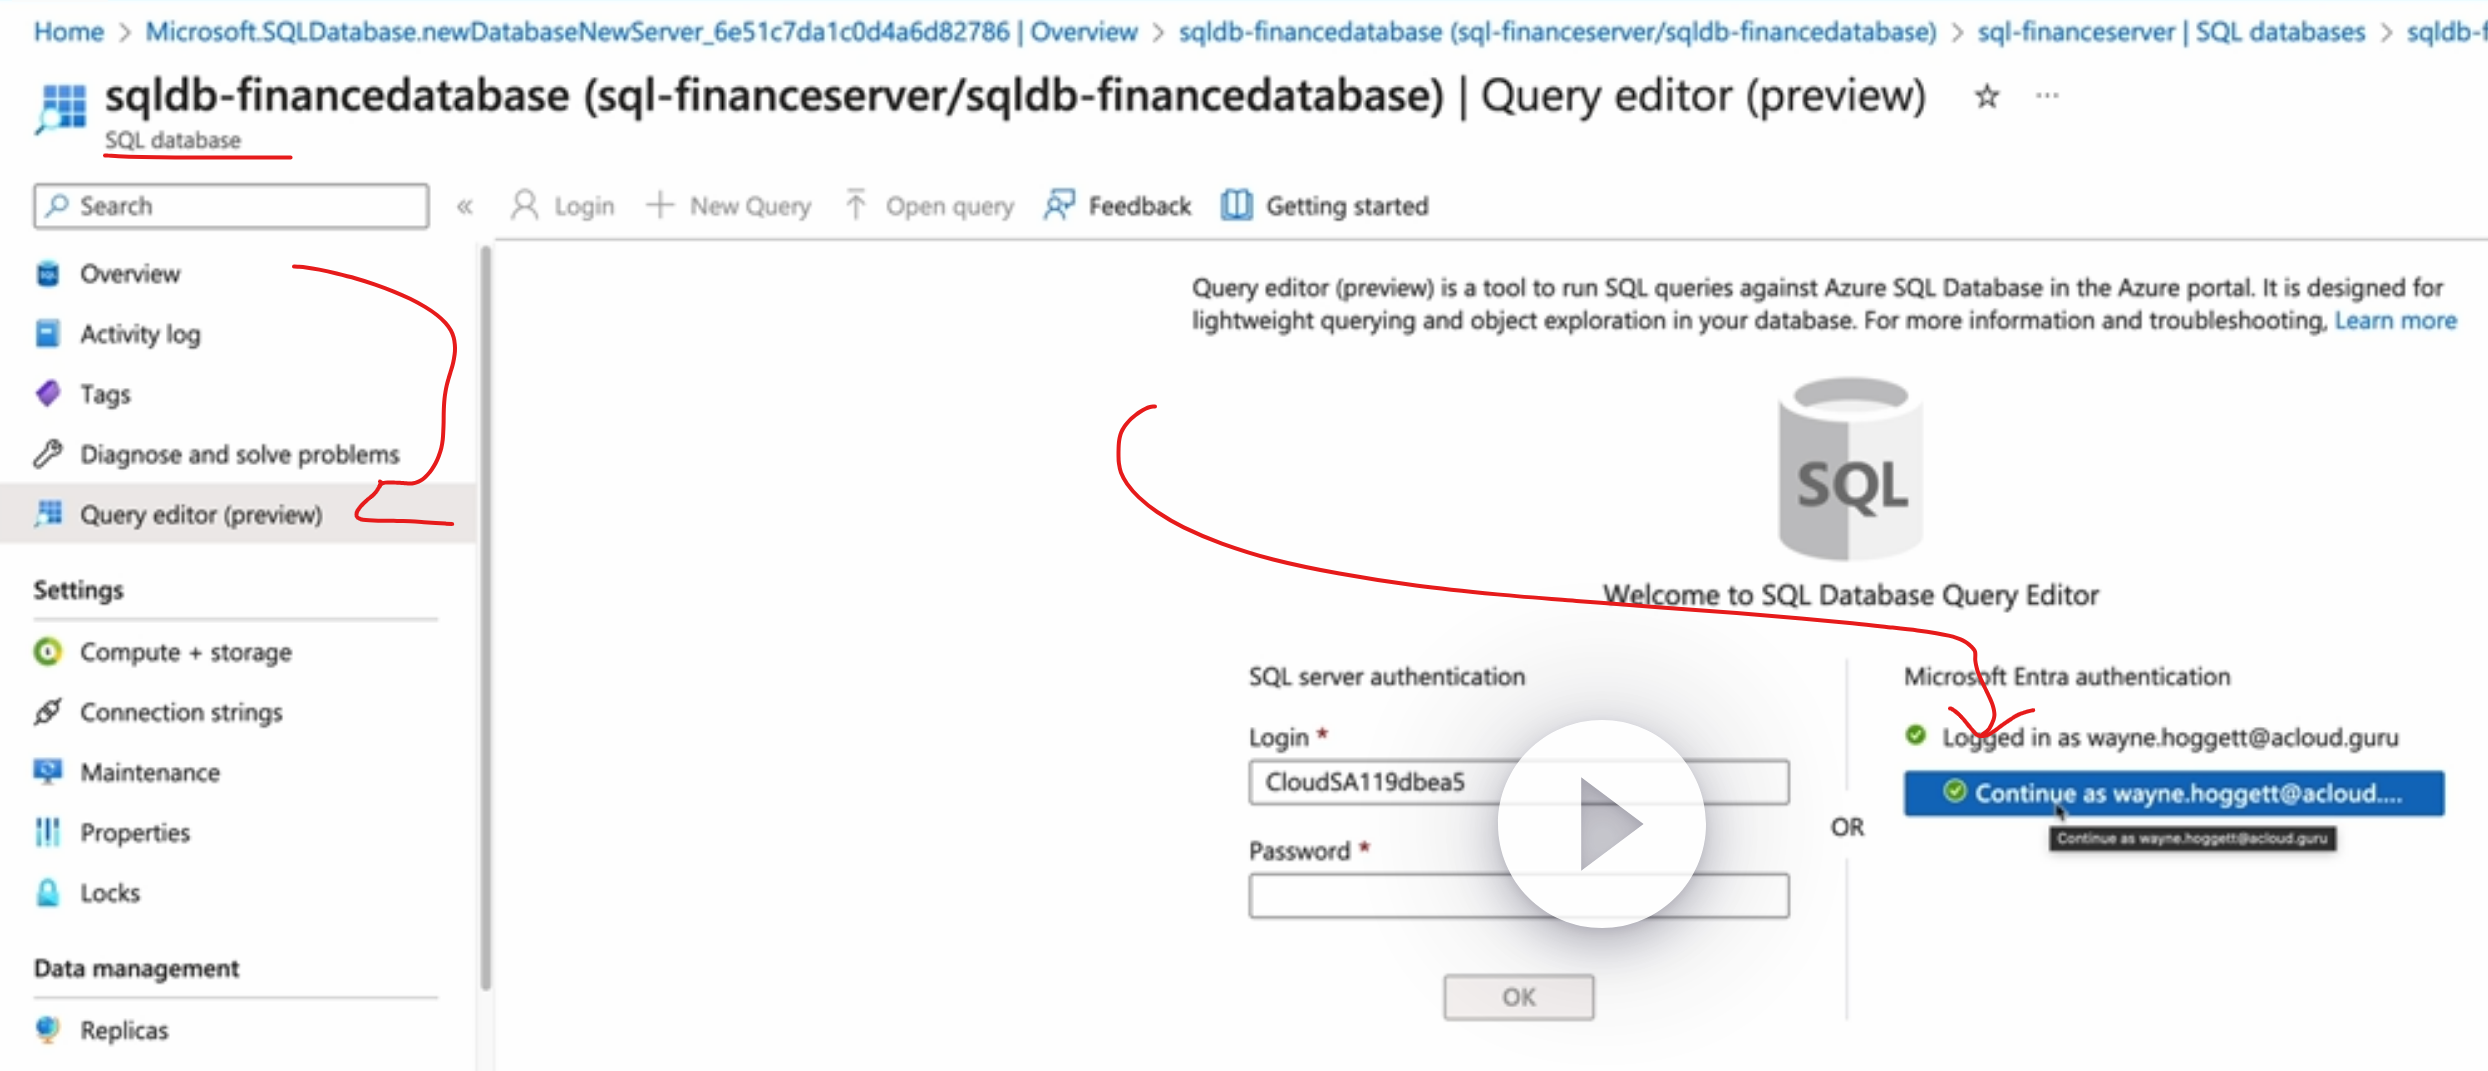 Home > Microsoft.SQLDatabase.newDatabaseNewServer_6e51c7da1c0d4a6d82786 | Overview > sqldb-financedatabase (sql-financeserver/sqldb-financedatabase) > sql-financeserver | SQL databases > sqldb-f
sqldb-financedatabase (sql-financeserver/sqldb-financedatabase) | Query editor (preview) ☆ ...
SQL database
Search
«
Login
New Query
Open query
Feedback
Getting started
Overview
Activity log
Tags
Diagnose and solve problems
Query editor (preview)
Settings
Compute + storage
Connection strings
Maintenance
Properties
Locks
Data management
Replicas
Query editor (preview) is a tool to run SQL queries against Azure SQL Database in the Azure portal. It is designed for
lightweight querying and object exploration in your database. For more information and troubleshooting, Learn more
SQL
Welcome to SQL Database Query Editor
SQL server authentication
Login *
CloudSA119dbea5
Password *
OK
OR
Microsoft Entra authentication
Logged in as wayne.hoggett@acloud.guru
Continue as wayne.hoggett@acloud....
Continue as wayne.hoggett@acloud.guru